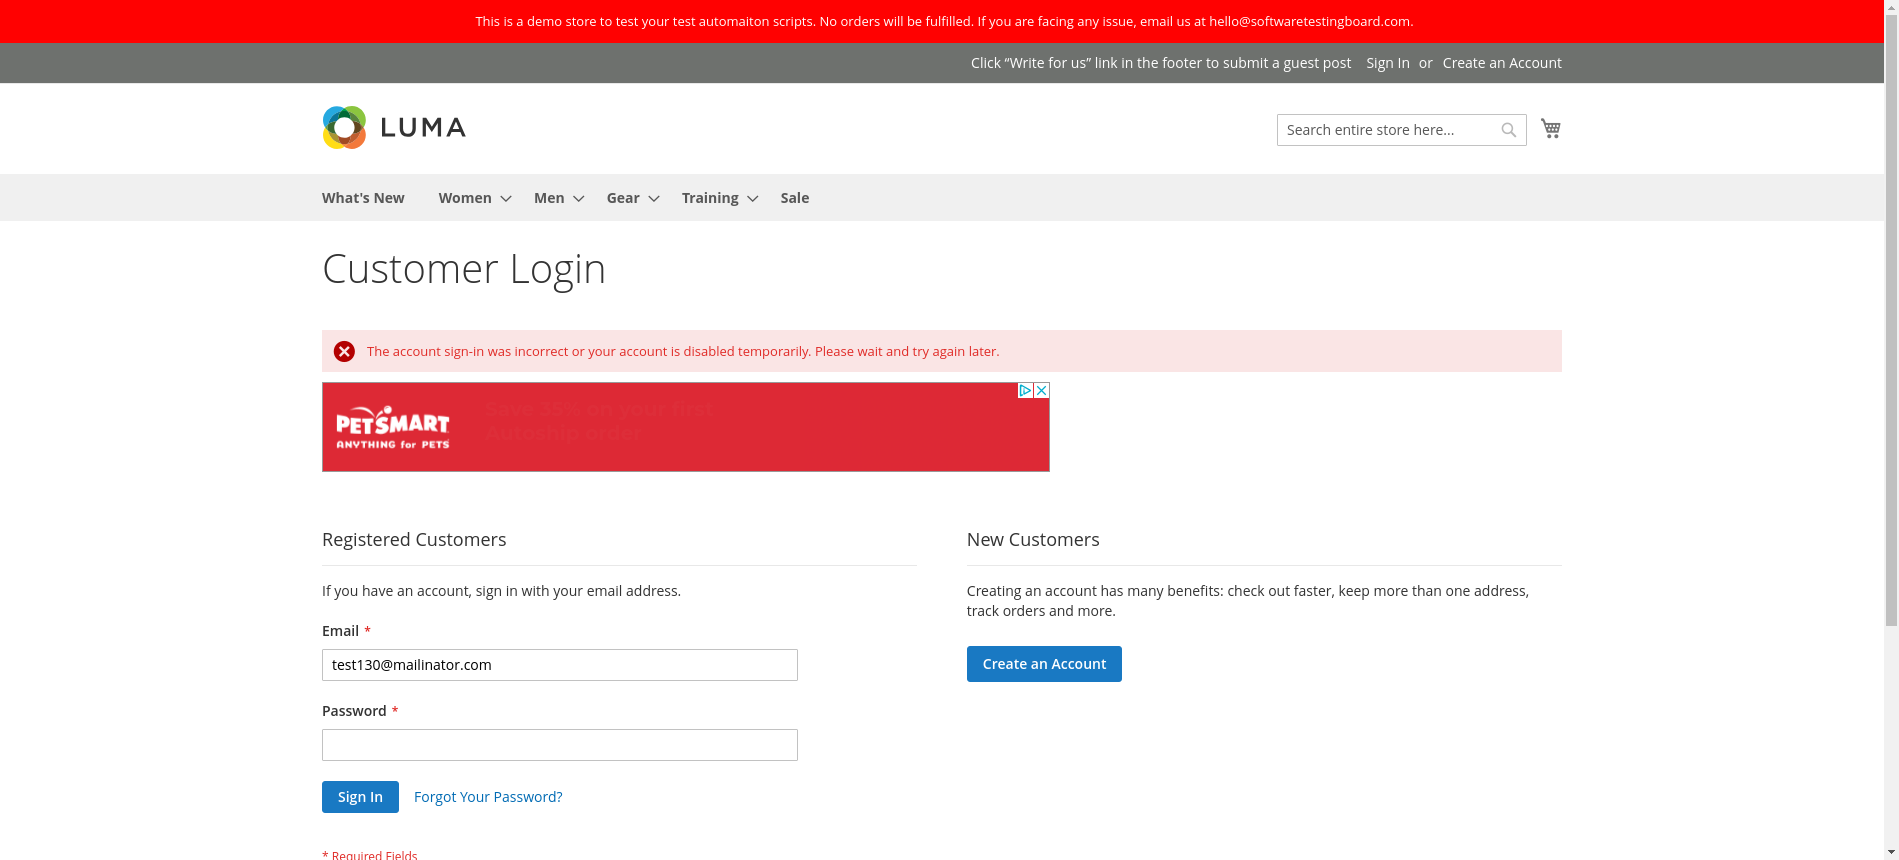 This is a demo store to test your test automaiton scripts. No orders will be fulfilled. If you are facing any issue, email us at hello@softwaretestingboard.com.
Click “Write for us” link in the footer to submit a guest post Sign In or Create an Account
LUMA
Search entire store here...
What's New Women Men Gear Training Sale
Customer Login
The account sign-in was incorrect or your account is disabled temporarily. Please wait and try again later.
PETSMART
ANYTHING for PETS
Save 35% on your first
Autoship order
Registered Customers
If you have an account, sign in with your email address.
Email *
test130@mailinator.com
Password *
Sign In Forgot Your Password?
* Required Fields
New Customers
Creating an account has many benefits: check out faster, keep more than one address,
track orders and more.
Create an Account